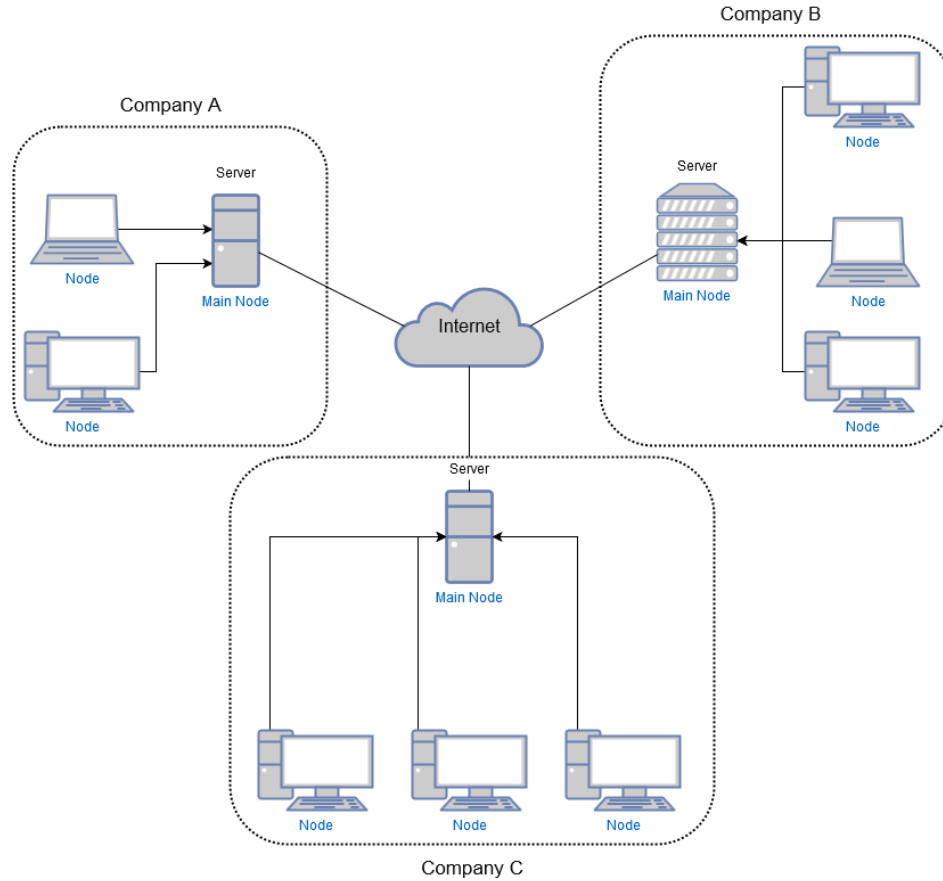 Company B
Company A
Node
Server
Server
Node
Main Node
Main Node
Node
Internet
Node
Node
Server
Main Node
Node
Node
Node
Company C